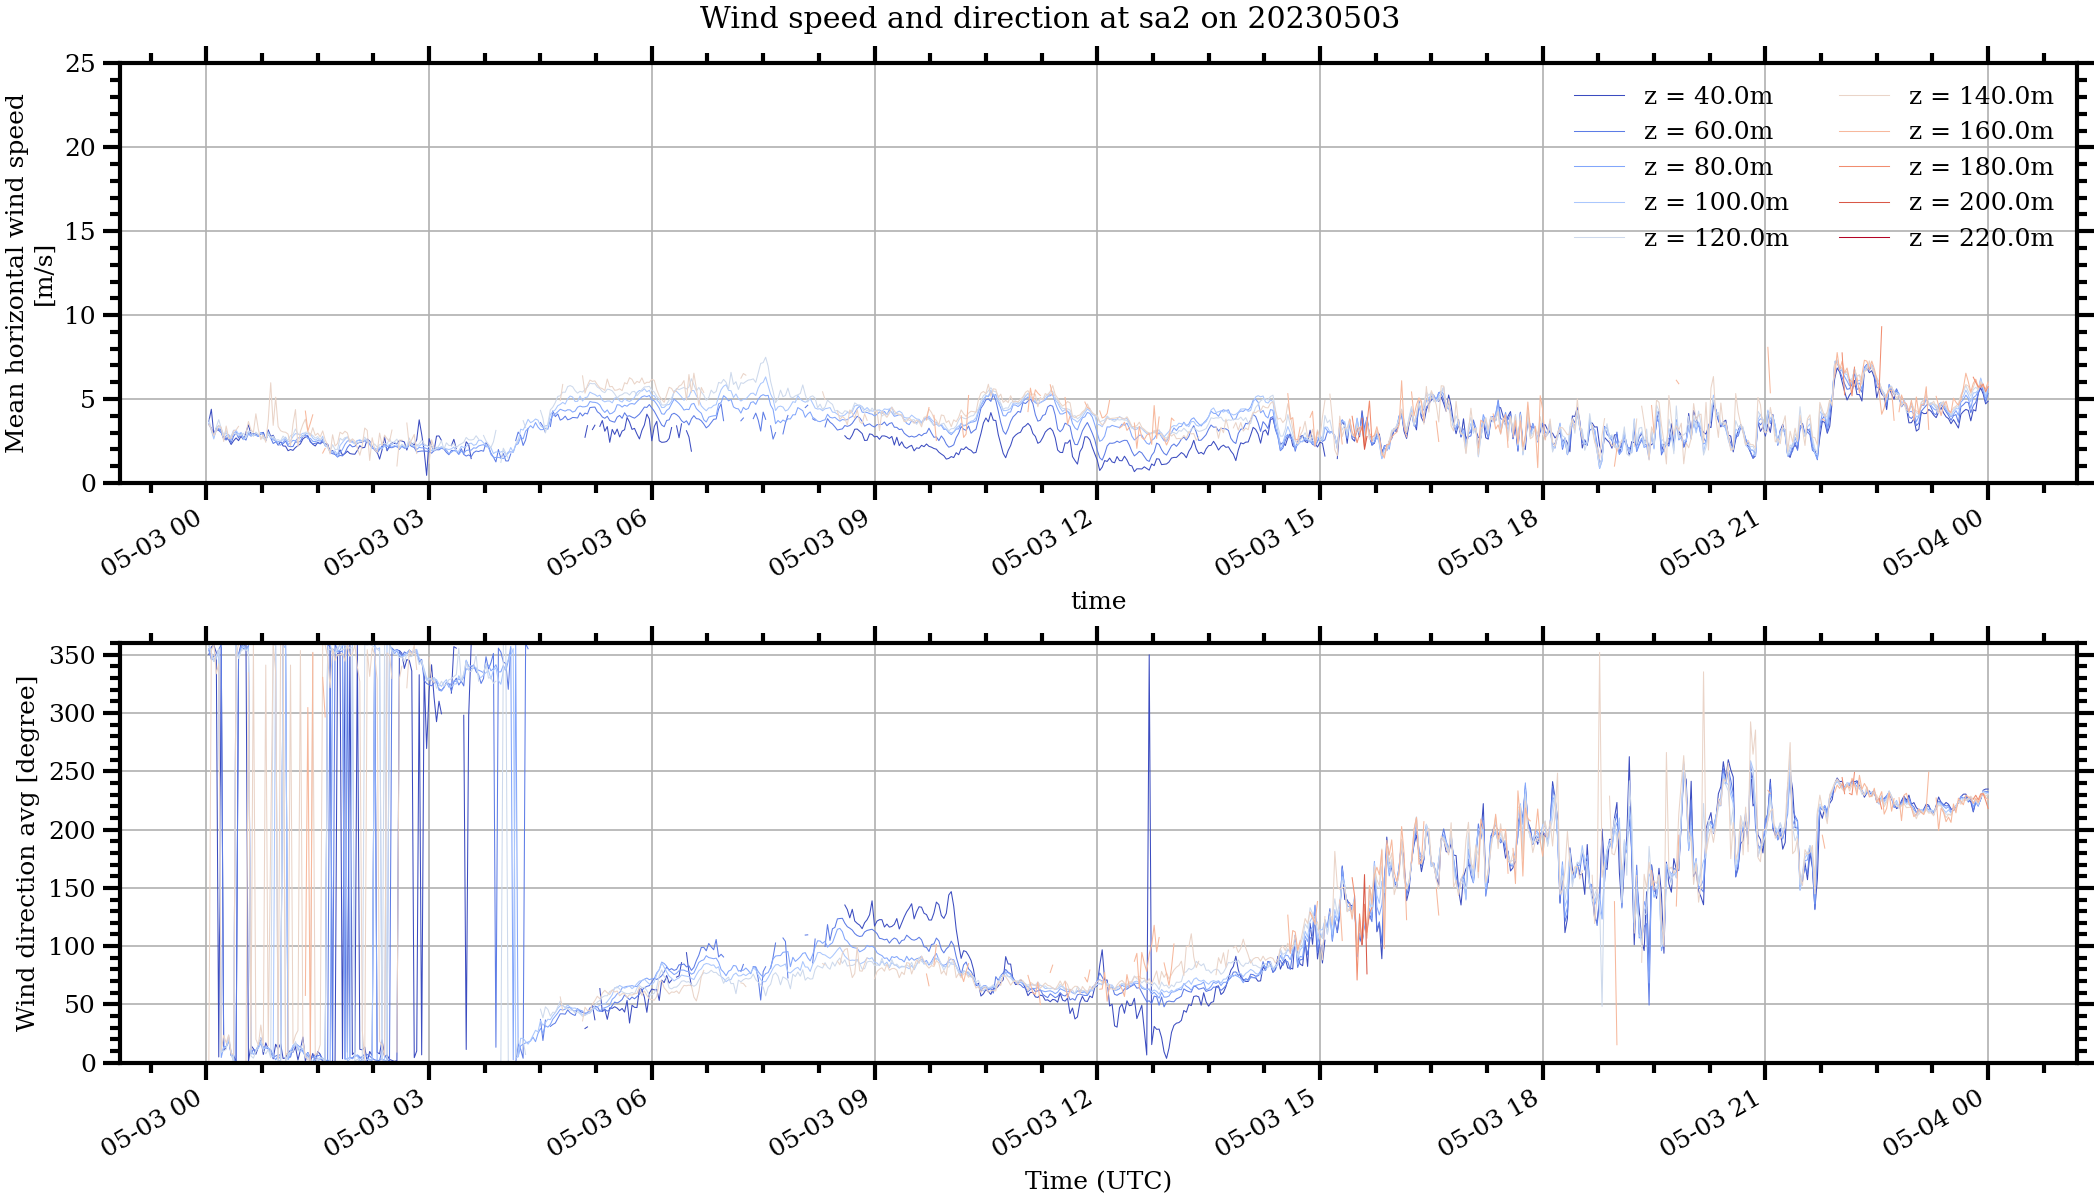 Wind speed and direction at sa2 on 20230503
Mean horizontal wind speed
[m/s]
25
20
15
10
5
0
z = 40.0m
z = 60.0m
z = 80.0m
z = 100.0m
z = 120.0m
z = 140.0m
z = 160.0m
z = 180.0m
z = 200.0m
z = 220.0m
05-03 00
05-03 03
05-03 06
05-03 09
05-03 12
05-03 15
05-03 18
05-03 21
05-04 00
time
Wind direction avg [degree]
350
300
250
200
150
100
50
0
05-03 00
05-03 03
05-03 06
05-03 09
05-03 12
05-03 15
05-03 18
05-03 21
05-04 00
Time (UTC)